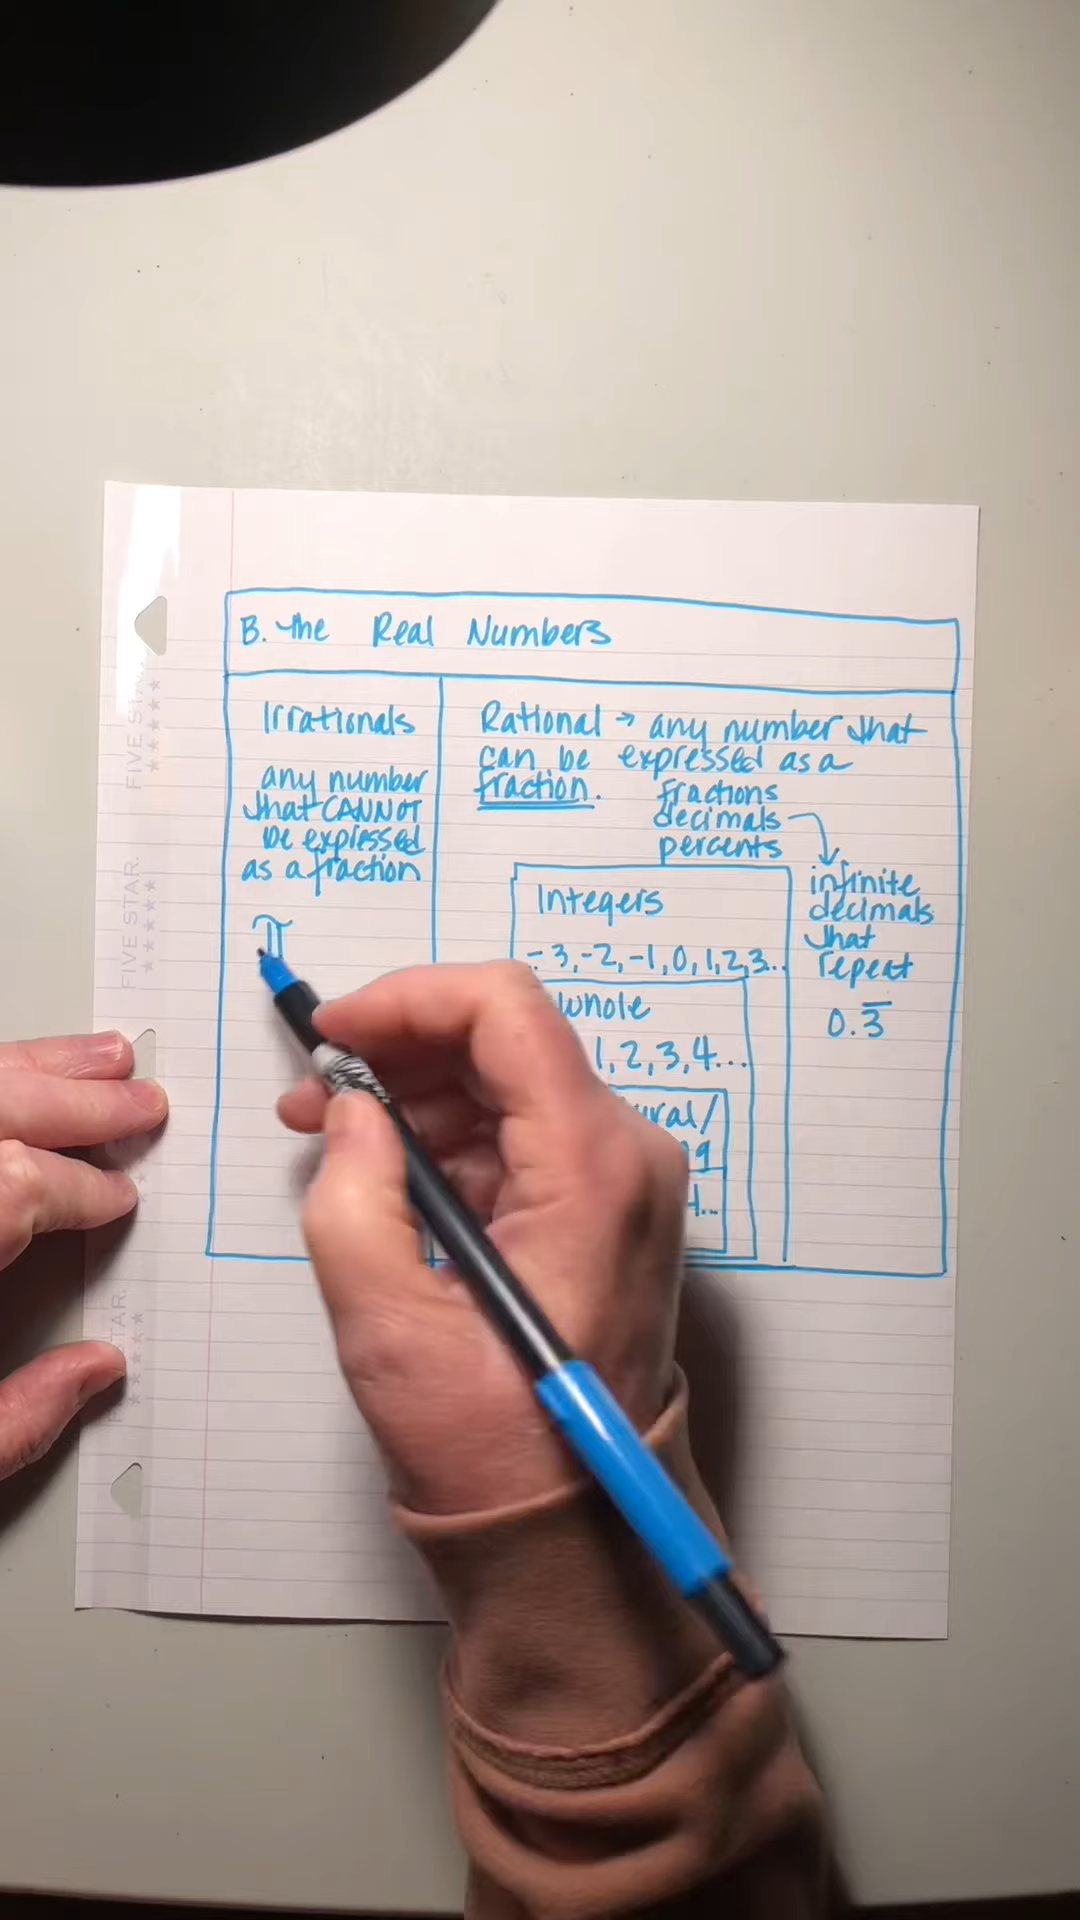 B. the Real Numbers
Irrationals
any number
that CANNOT
be expressed
as a fraction
π
Rational → any number that
can be expressed as a
fraction.
fractions
decimals
percents
infinite
decimals
that
repeat
0.3̅
Integers
-3,-2,-1,0,1,2,3...
Whole
1,2,3,4...
FIVE STAR.
FIVE STAR.